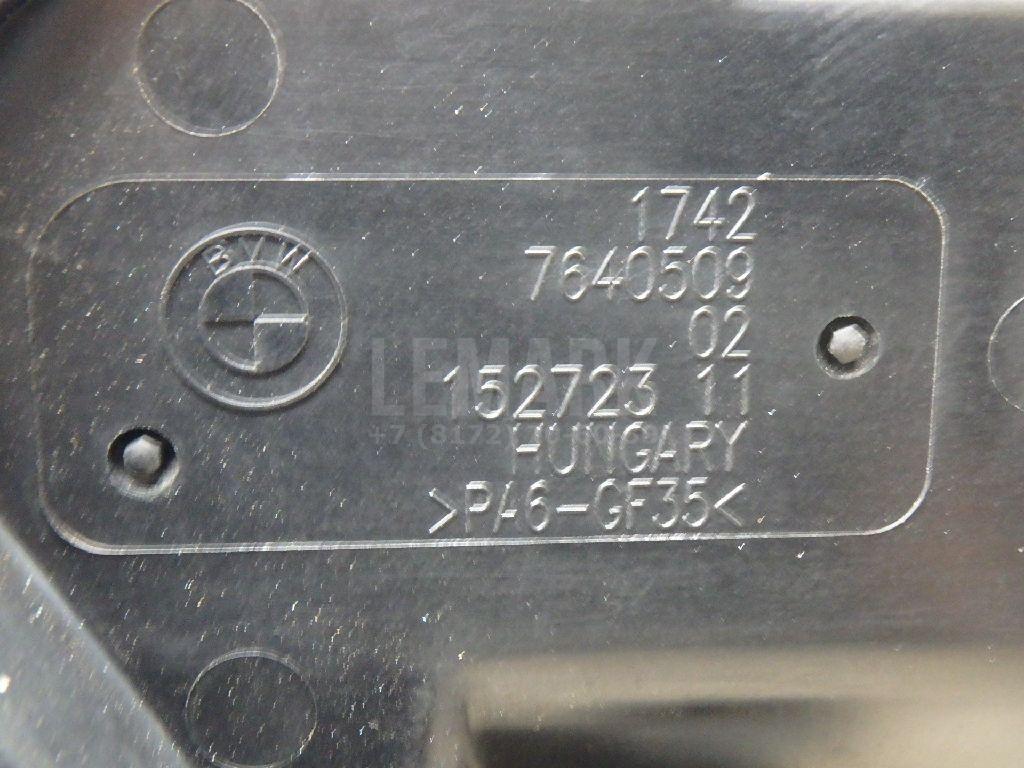 BMW
1742
7640509
02
LEMARK
152723 11
HUNGARY
>PA6-GF35<